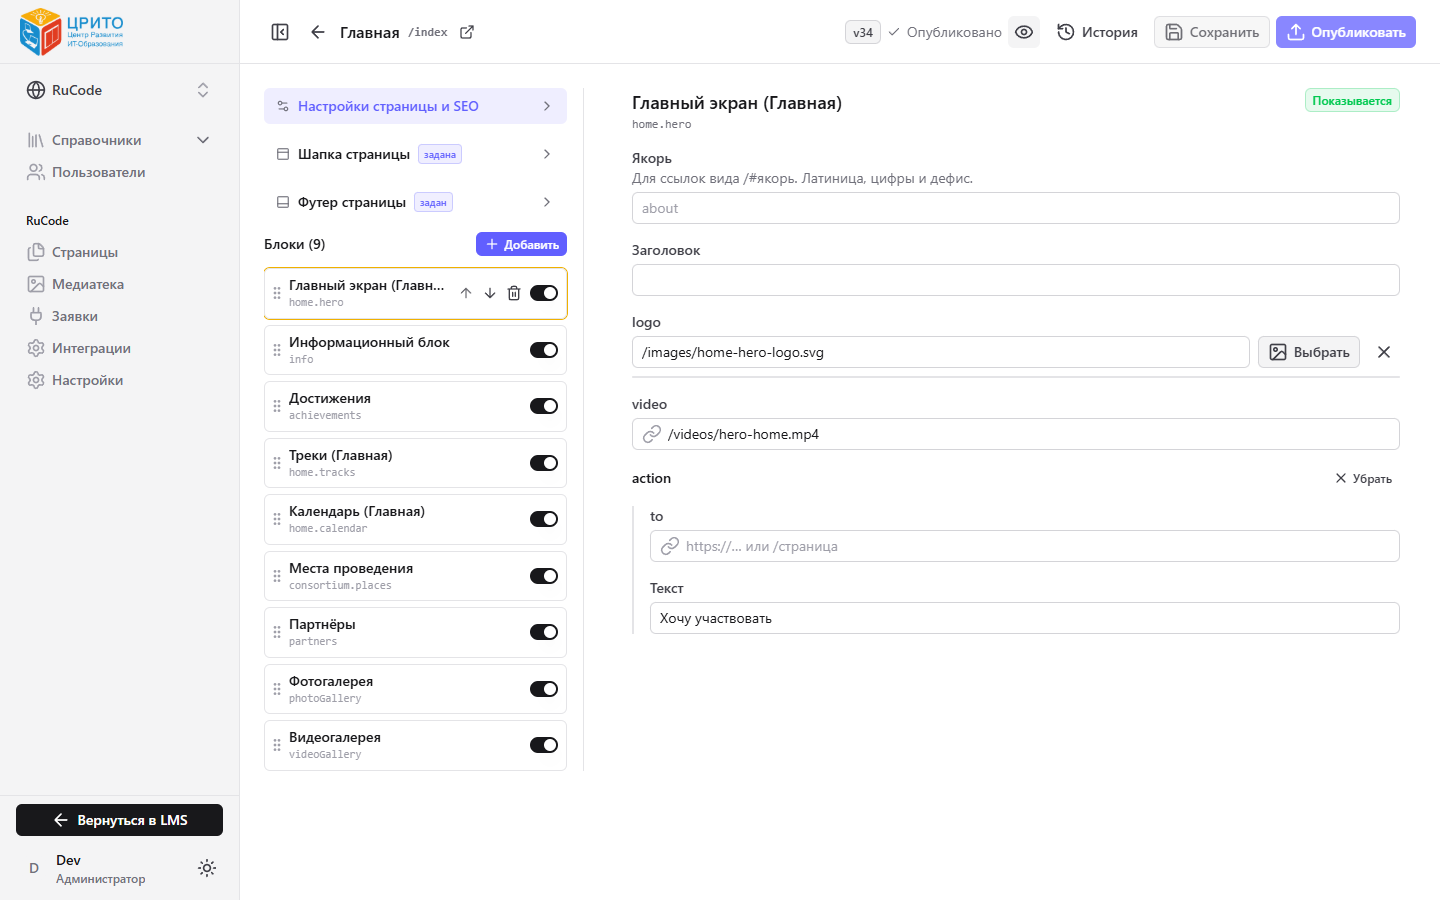 ЦРИТО
Центр Развития
ИТ-Образования
RuCode
Справочники
Пользователи
RuCode
Страницы
Медиатека
Заявки
Интеграции
Настройки
Вернуться в LMS
D
Dev
Администратор
Главная /index
v34 Опубликовано История Сохранить Опубликовать
Настройки страницы и SEO
Шапка страницы задана
Футер страницы задан
Блоки (9) Добавить
Главный экран (Главн...
home.hero
Информационный блок
info
Достижения
achievements
Треки (Главная)
home.tracks
Календарь (Главная)
home.calendar
Места проведения
consortium.places
Партнёры
partners
Фотогалерея
photoGallery
Видеогалерея
videoGallery
Главный экран (Главная) Показывается
home.hero
Якорь
Для ссылок вида /#якорь. Латиница, цифры и дефис.
about
Заголовок
logo
/images/home-hero-logo.svg Выбрать
video
/videos/hero-home.mp4
action Убрать
to
https://... или /страница
Текст
Хочу участвовать